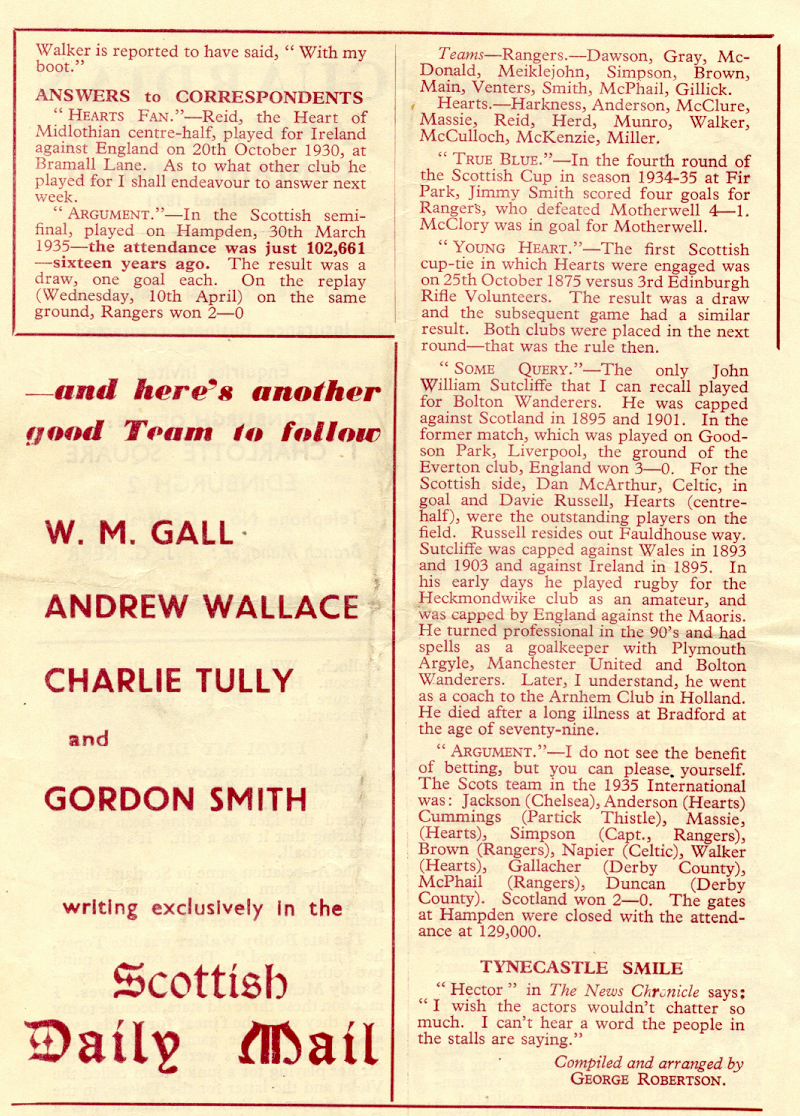 Walker is reported to have said, “ With my
boot.”
ANSWERS to CORRESPONDENTS
“ HEARTS FAN.”—Reid, the Heart of
Midlothian centre-half, played for Ireland
against England on 20th October 1930, at
Bramall Lane. As to what other club he
played for I shall endeavour to answer next
week.
“ ARGUMENT.”—In the Scottish semi-
final, played on Hampden, 30th March
1935—the attendance was just 102,661
—sixteen years ago. The result was a
draw, one goal each. On the replay
(Wednesday, 10th April) on the same
ground, Rangers won 2—0
—and here's another
good Team to follow
W. M. GALL
ANDREW WALLACE
CHARLIE TULLY
and
GORDON SMITH
writing exclusively in the
Scottish
Daily Mail
Teams—Rangers.—Dawson, Gray, Mc-
Donald, Meiklejohn, Simpson, Brown,
Main, Venters, Smith, McPhail, Gillick.
Hearts.—Harkness, Anderson, McClure,
Massie, Reid, Herd, Munro, Walker,
McCulloch, McKenzie, Miller.
“ TRUE BLUE.”—In the fourth round of
the Scottish Cup in season 1934-35 at Fir
Park, Jimmy Smith scored four goals for
Rangers, who defeated Motherwell 4—1.
McClory was in goal for Motherwell.
“ YOUNG HEART.”—The first Scottish
cup-tie in which Hearts were engaged was
on 25th October 1875 versus 3rd Edinburgh
Rifle Volunteers. The result was a draw
and the subsequent game had a similar
result. Both clubs were placed in the next
round—that was the rule then.
“ SOME QUERY.”—The only John
William Sutcliffe that I can recall played
for Bolton Wanderers. He was capped
against Scotland in 1895 and 1901. In the
former match, which was played on Good-
son Park, Liverpool, the ground of the
Everton club, England won 3—0. For the
Scottish side, Dan McArthur, Celtic, in
goal and Davie Russell, Hearts (centre-
half), were the outstanding players on the
field. Russell resides out Fauldhouse way.
Sutcliffe was capped against Wales in 1893
and 1903 and against Ireland in 1895. In
his early days he played rugby for the
Heckmondwike club as an amateur, and
was capped by England against the Maoris.
He turned professional in the 90's and had
spells as a goalkeeper with Plymouth
Argyle, Manchester United and Bolton
Wanderers. Later, I understand, he went
as a coach to the Arnhem Club in Holland.
He died after a long illness at Bradford at
the age of seventy-nine.
“ ARGUMENT.”—I do not see the benefit
of betting, but you can please yourself.
The Scots team in the 1935 International
was: Jackson (Chelsea), Anderson (Hearts)
Cummings (Partick Thistle), Massie,
(Hearts), Simpson (Capt., Rangers),
Brown (Rangers), Napier (Celtic), Walker
(Hearts), Gallacher (Derby County),
McPhail (Rangers), Duncan (Derby
County). Scotland won 2—0. The gates
at Hampden were closed with the attend-
ance at 129,000.
TYNECASTLE SMILE
“ Hector ” in The News Chronicle says:
“ I wish the actors wouldn't chatter so
much. I can't hear a word the people in
the stalls are saying.”
Compiled and arranged by
GEORGE ROBERTSON.